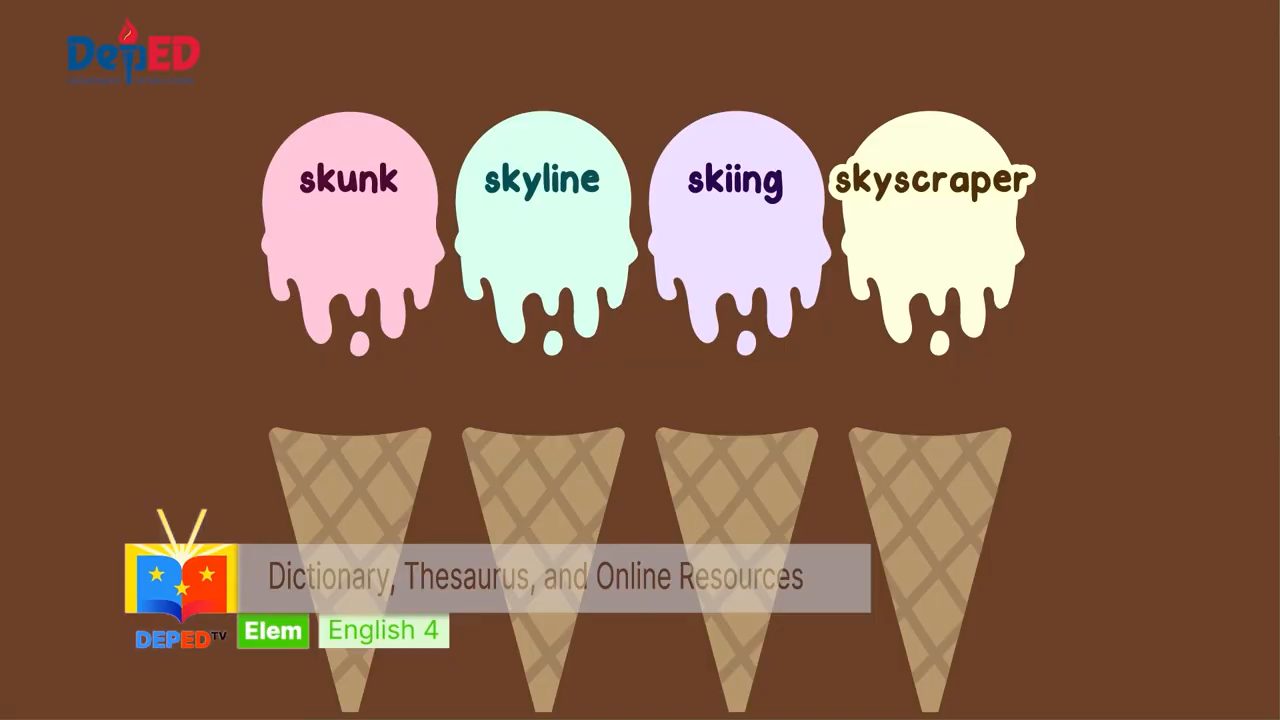 DepED
skunk
skyline
skiing
skyscraper
Dictionary, Thesaurus, and Online Resources
DEPED TV
Elem
English 4